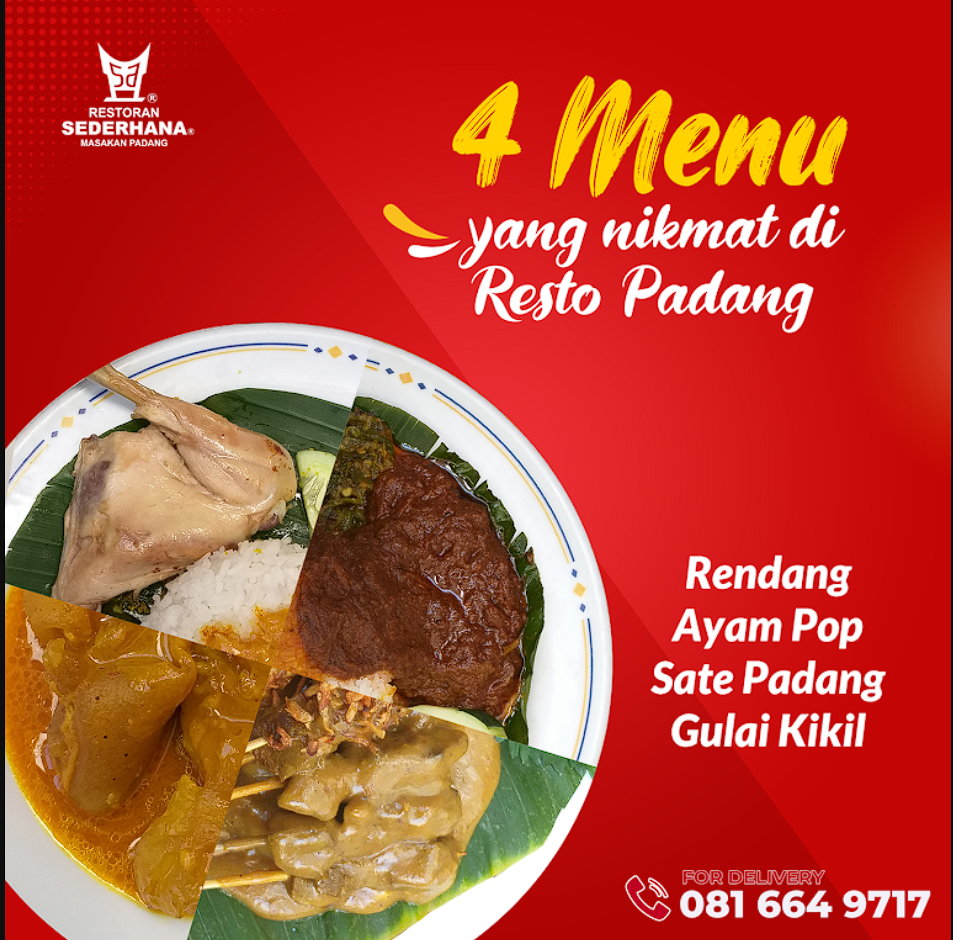 RESTORAN
SEDERHANA®
MASAKAN PADANG
4 Menu
yang nikmat di
Resto Padang
Rendang
Ayam Pop
Sate Padang
Gulai Kikil
FOR DELIVERY
081 664 9717